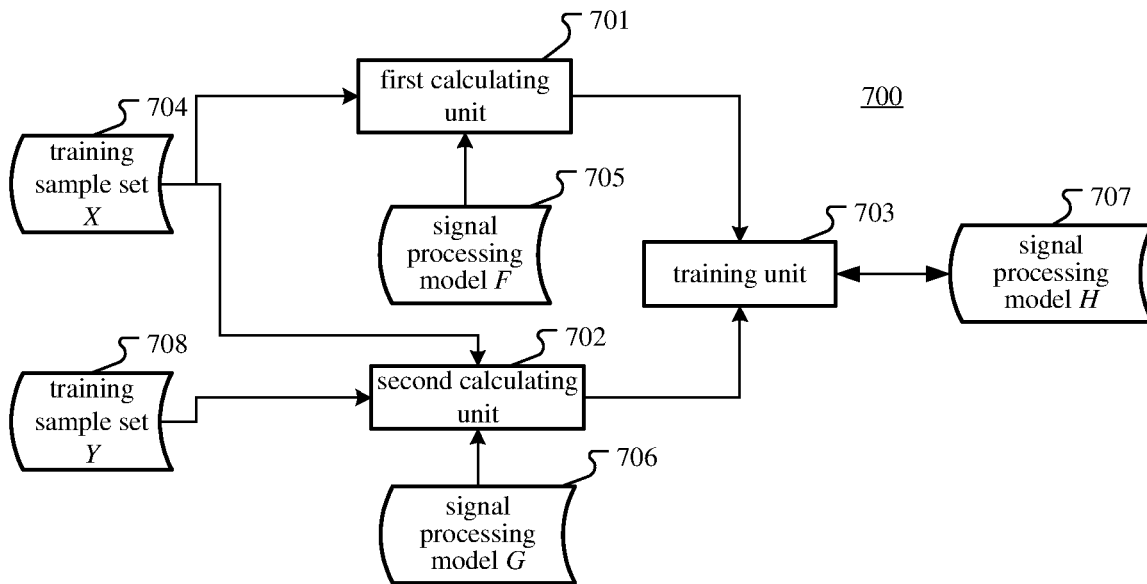 701
first calculating
unit
700
704
training
sample set
X
705
signal
processing
model F
703
training unit
707
signal
processing
model H
708
training
sample set
Y
702
second calculating
unit
706
signal
processing
model G